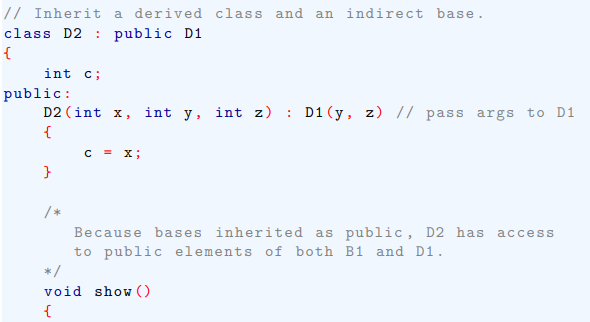 // Inherit a derived class and an indirect base.
class D2 : public D1
{
int c;
public:
D2(int x, int y, int z) : D1(y, z) // pass args to D1
{
c = x;
}
/*
Because bases inherited as public, D2 has access
to public elements of both B1 and D1.
*/
void show()
{